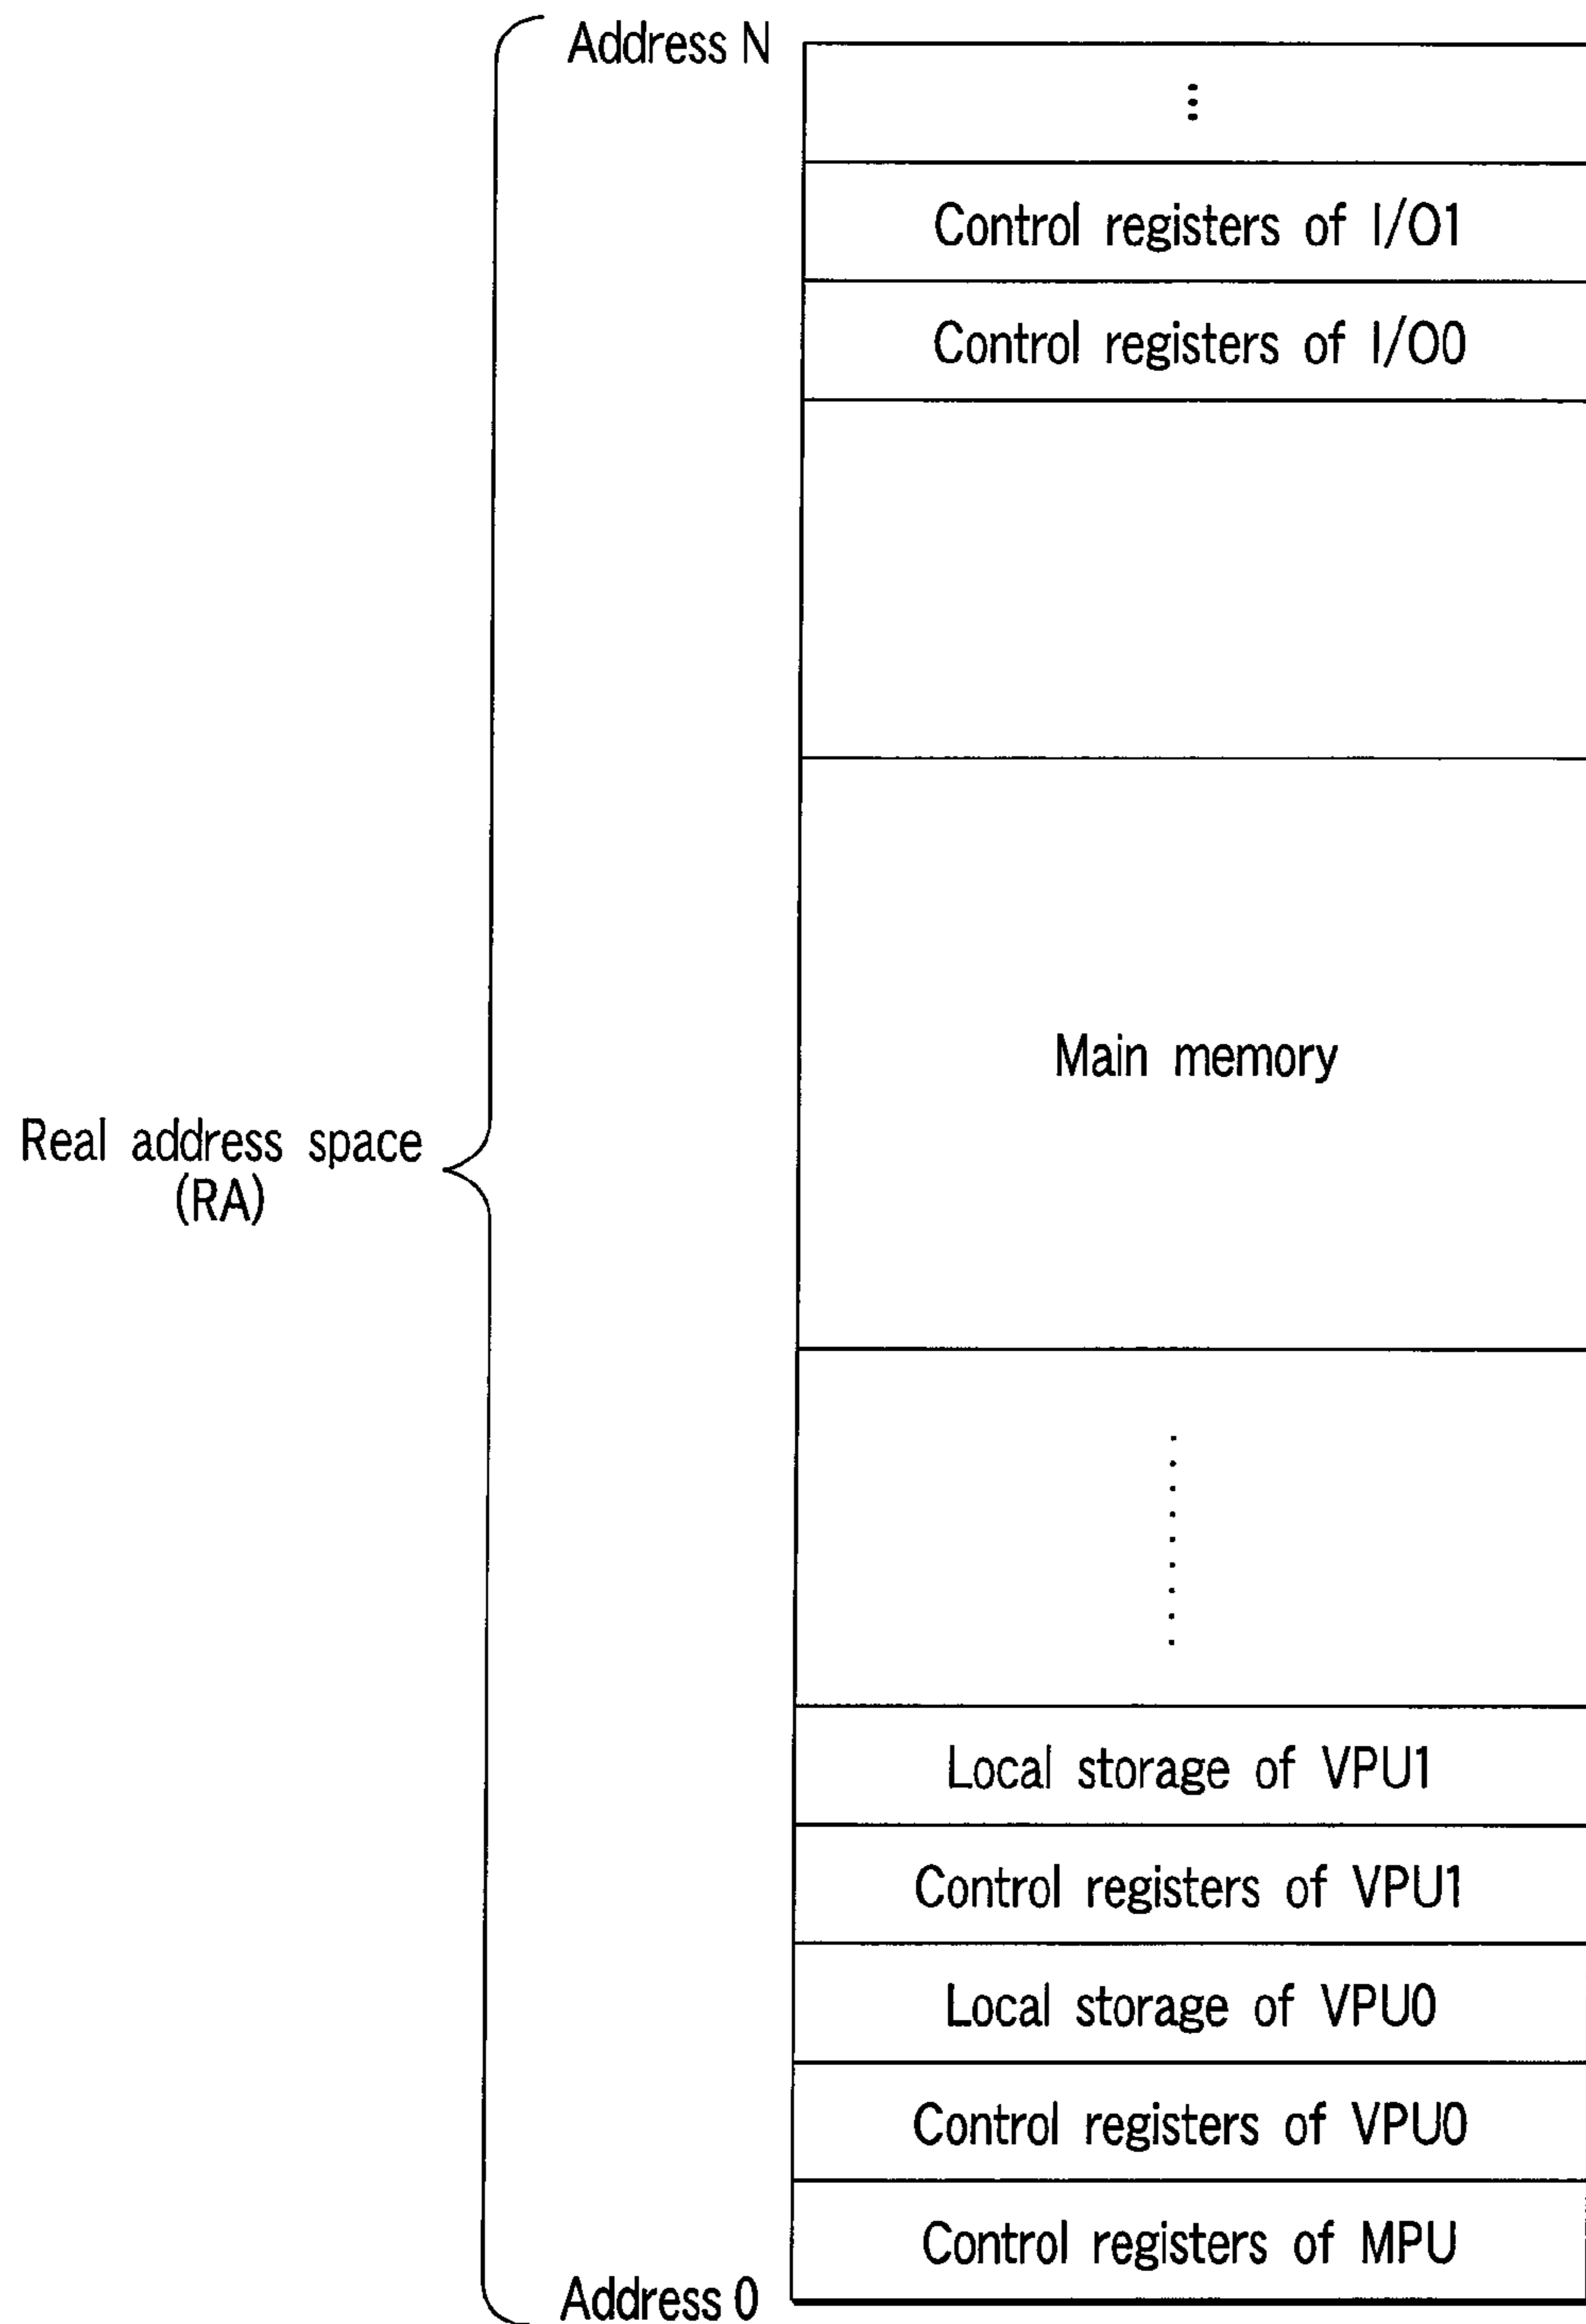 Address N
⋮
Control registers of I/O1
Control registers of I/O0
Main memory
Real address space
(RA)
Local storage of VPU1
Control registers of VPU1
Local storage of VPU0
Control registers of VPU0
Control registers of MPU
Address 0